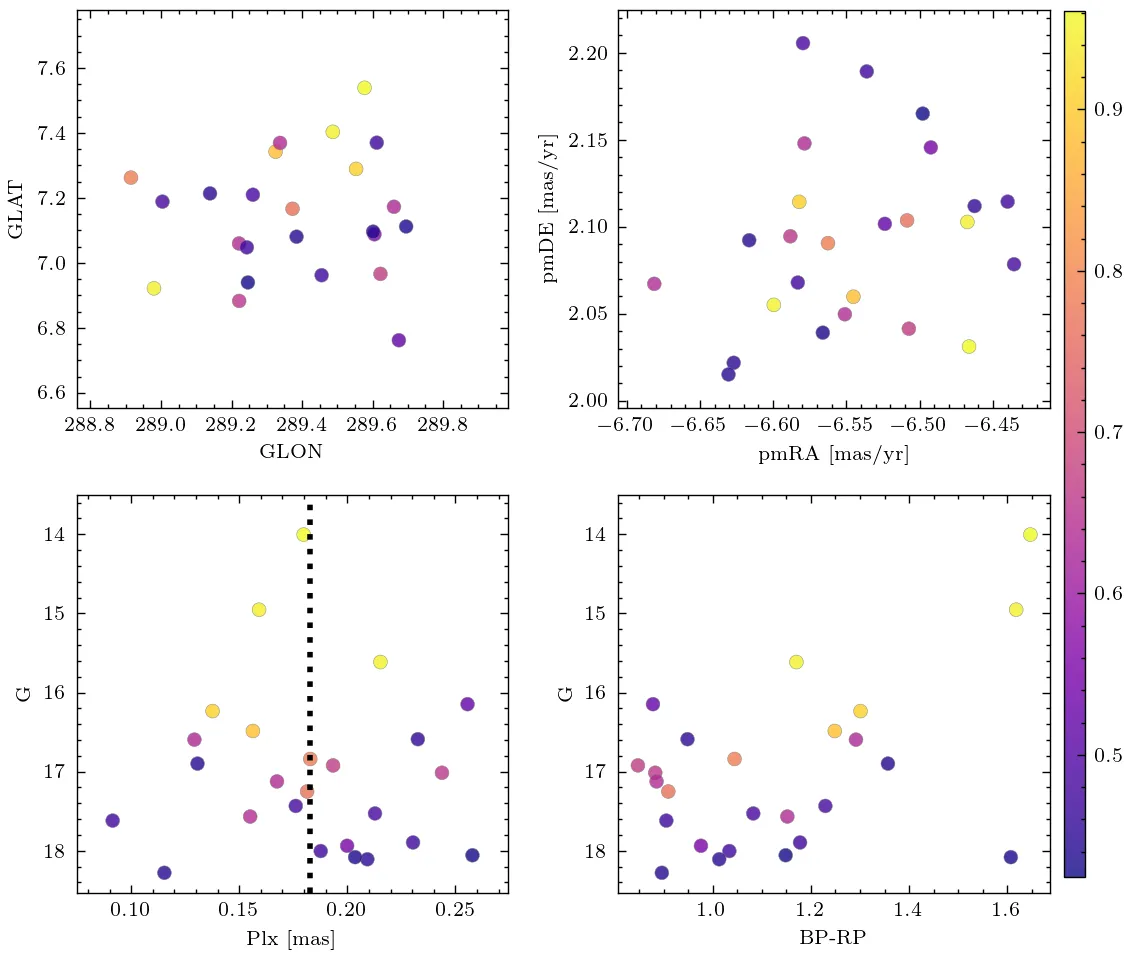 7.6
7.4
7.2
7.0
6.8
6.6
GLAT
288.8 289.0 289.2 289.4 289.6 289.8
GLON
2.20
2.15
2.10
2.05
2.00
pmDE [mas/yr]
−6.70 −6.65 −6.60 −6.55 −6.50 −6.45
pmRA [mas/yr]
0.9
0.8
0.7
0.6
0.5
14
15
16
17
18
G
0.10 0.15 0.20 0.25
Plx [mas]
14
15
16
17
18
G
1.0 1.2 1.4 1.6
BP-RP